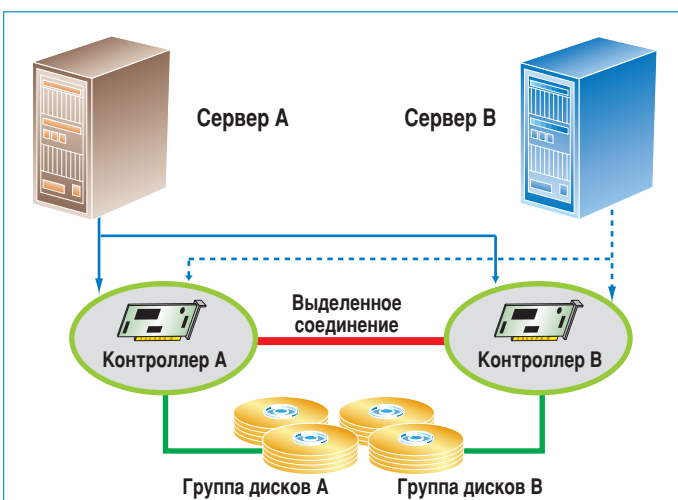 Сервер А
Сервер В
Выделенное
соединение
Контроллер А
Контроллер В
Группа дисков А
Группа дисков В